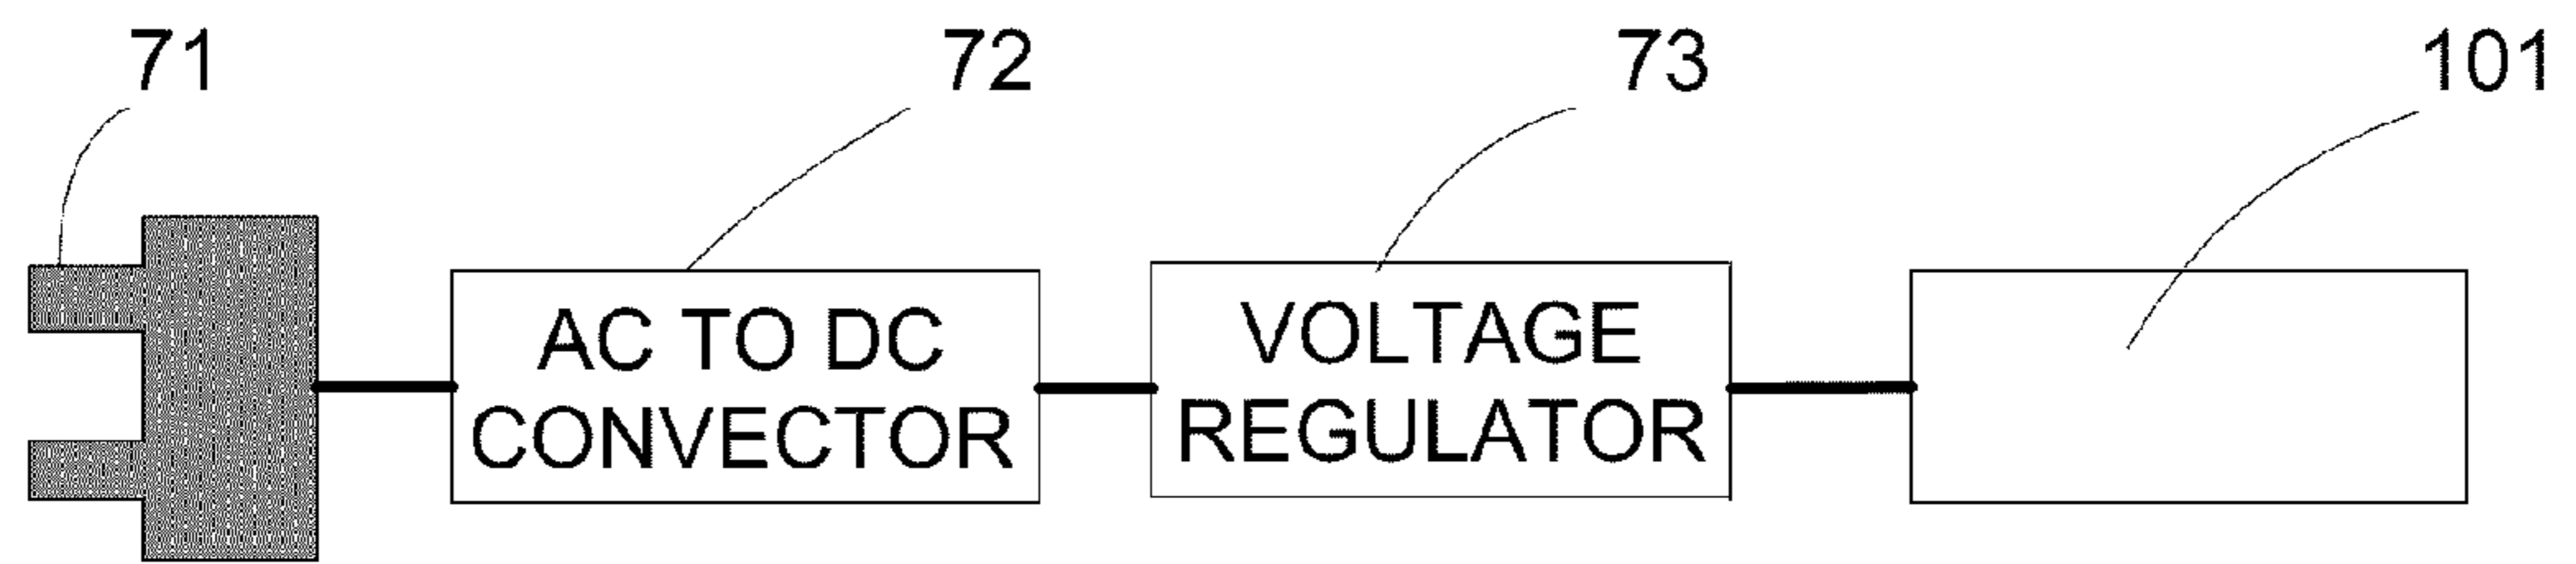 71
72
73
101
AC TO DC
CONVECTOR
VOLTAGE
REGULATOR